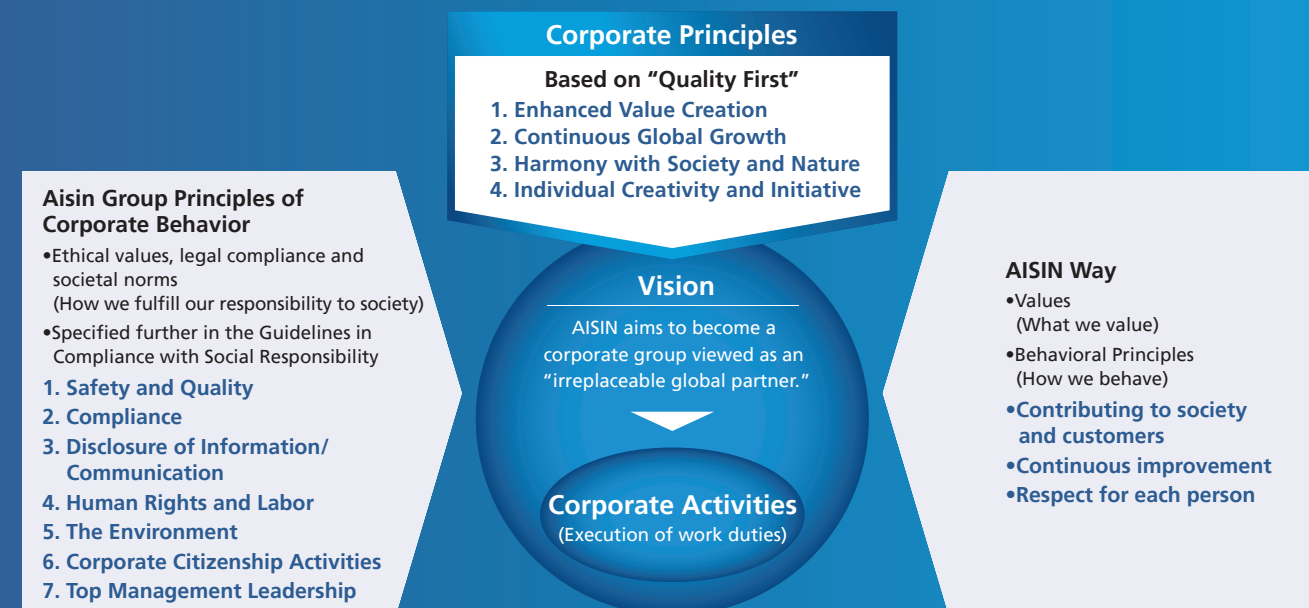 Corporate Principles
Based on “Quality First”
1. Enhanced Value Creation
2. Continuous Global Growth
3. Harmony with Society and Nature
4. Individual Creativity and Initiative
Aisin Group Principles of
Corporate Behavior
•Ethical values, legal compliance and
societal norms
(How we fulfill our responsibility to society)
•Specified further in the Guidelines in
Compliance with Social Responsibility
1. Safety and Quality
2. Compliance
3. Disclosure of Information/
Communication
4. Human Rights and Labor
5. The Environment
6. Corporate Citizenship Activities
7. Top Management Leadership
Vision
AISIN aims to become a
corporate group viewed as an
“irreplaceable global partner.”
Corporate Activities
(Execution of work duties)
AISIN Way
•Values
(What we value)
•Behavioral Principles
(How we behave)
•Contributing to society
and customers
•Continuous improvement
•Respect for each person